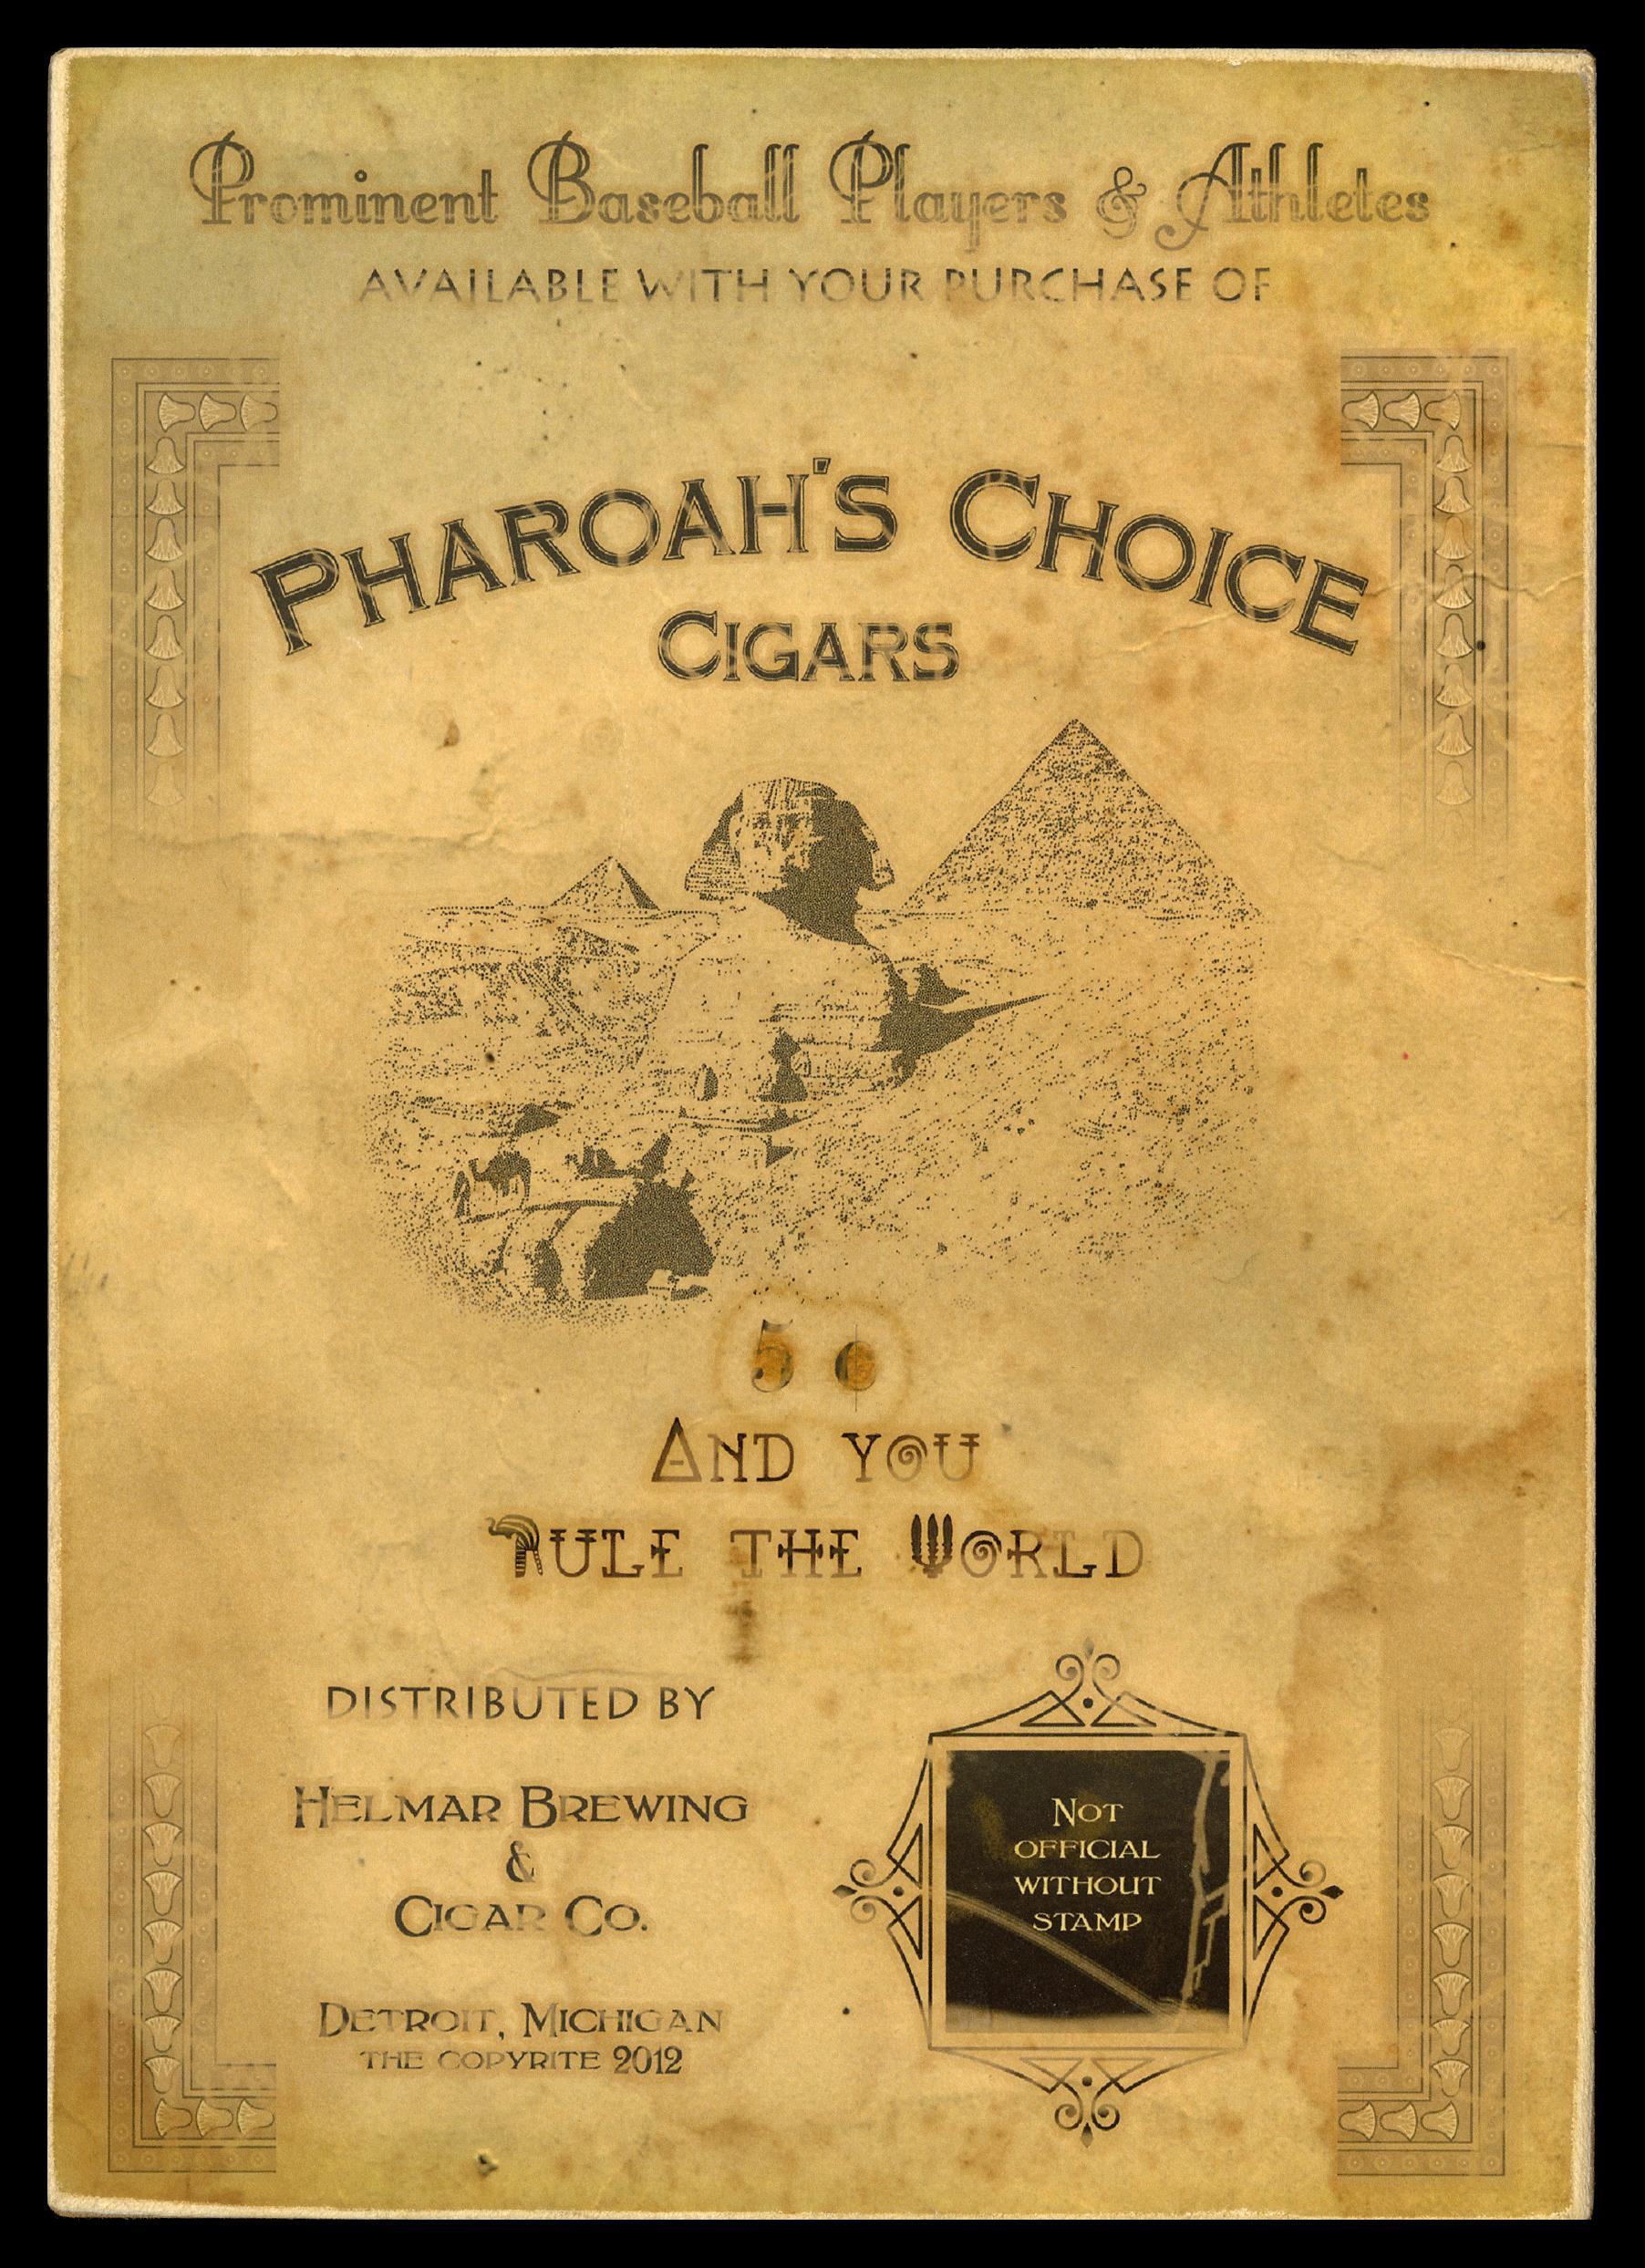 Prominent Baseball Players & Athletes
AVAILABLE WITH YOUR PURCHASE OF
PHAROAH'S CHOICE
CIGARS
5 ¢
AND YOU
RULE THE WORLD
DISTRIBUTED BY
HELMAR BREWING
&
CIGAR CO.
DETROIT, MICHIGAN
THE COPYRITE 2012
NOT
OFFICIAL
WITHOUT
STAMP